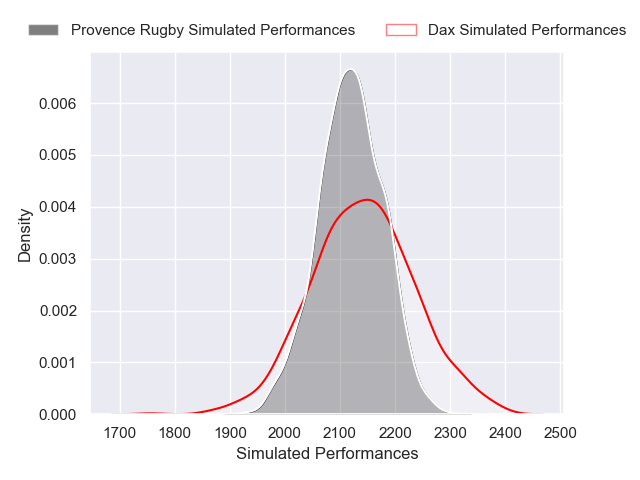 Provence Rugby Simulated Performances Dax Simulated Performances
0.006
0.005
0.004
0.003
0.002
0.001
0.000
Density
1700 1800 1900 2000 2100 2200 2300 2400 2500
Simulated Performances